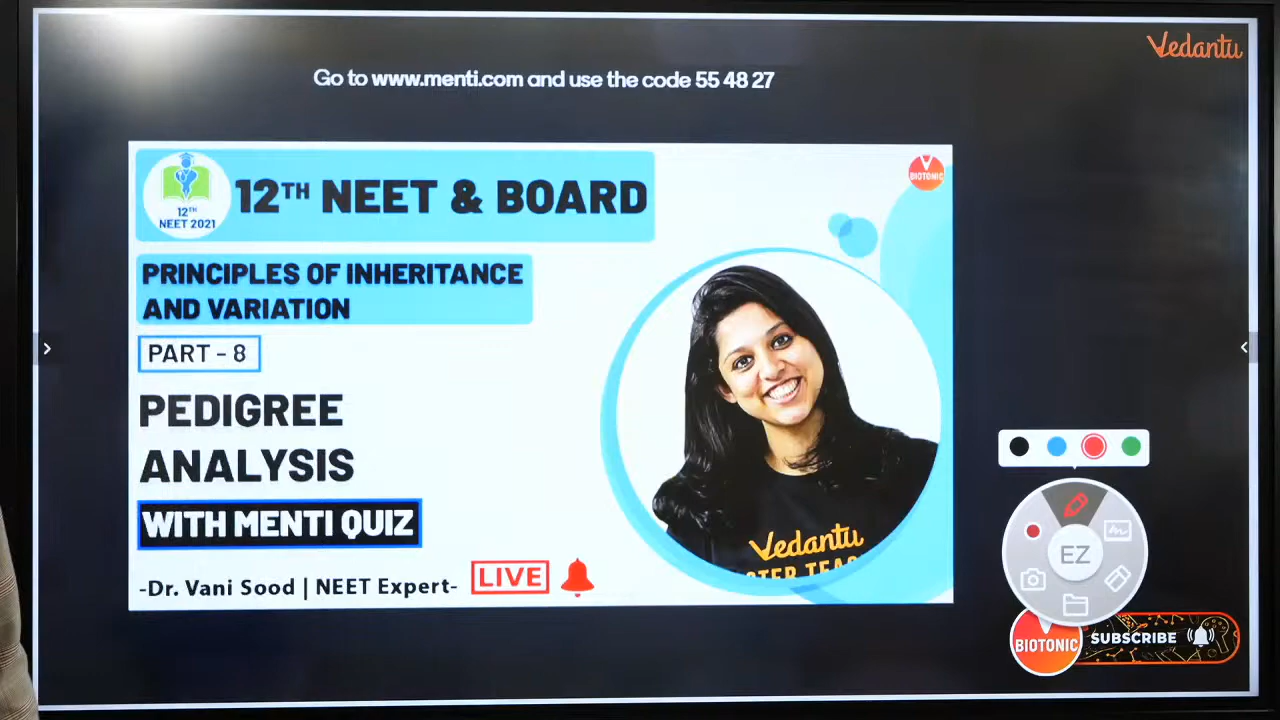 Vedantu
Go to www.menti.com and use the code 55 48 27
BIOTONIC
12TH NEET & BOARD
12TH
NEET 2021
PRINCIPLES OF INHERITANCE
AND VARIATION
PART - 8
PEDIGREE
ANALYSIS
WITH MENTI QUIZ
Vedantu
-Dr. Vani Sood | NEET Expert-
LIVE
EZ
BIOTONIC
SUBSCRIBE